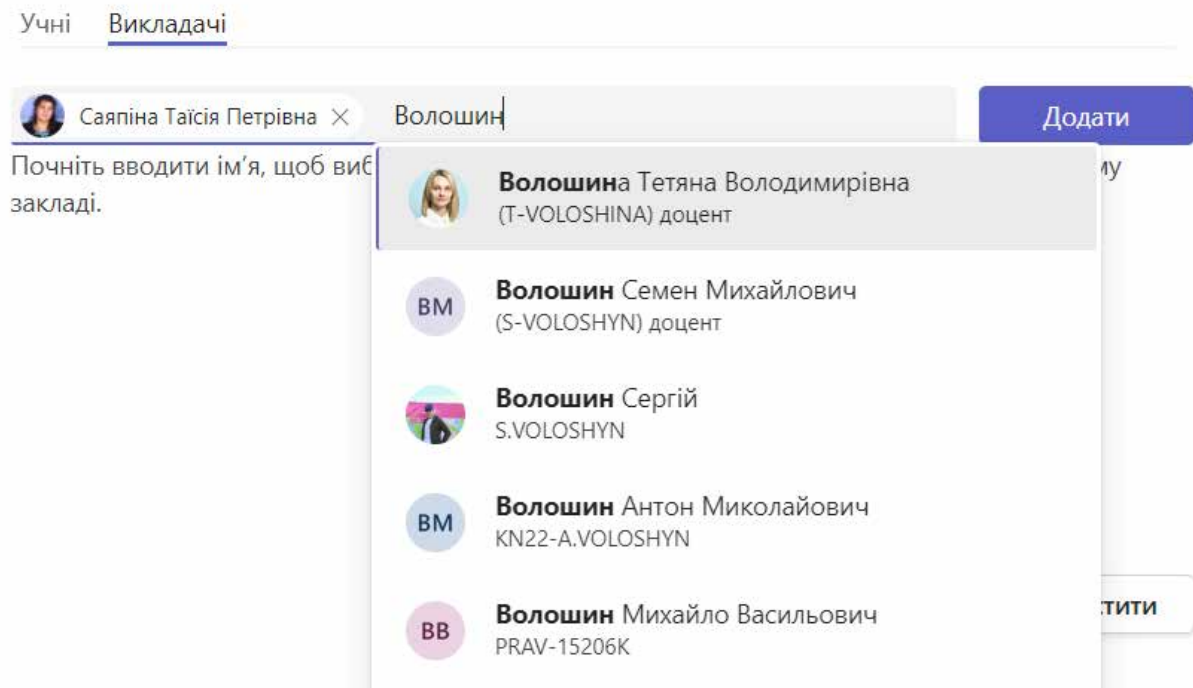 Учні Викладачі
Саяпіна Таїсія Петрівна Волошин Додати
Почніть вводити ім’я, щоб
закладі.
Волошина Тетяна Володимирівна
(T-VOLOSHINA) доцент
ВМ
Волошин Семен Михайлович
(S-VOLOSHYN) доцент
Волошин Сергій
S.VOLOSHYN
ВМ
Волошин Антон Миколайович
KN22-A.VOLOSHYN
ВВ
Волошин Михайло Васильович
PRAV-15206K